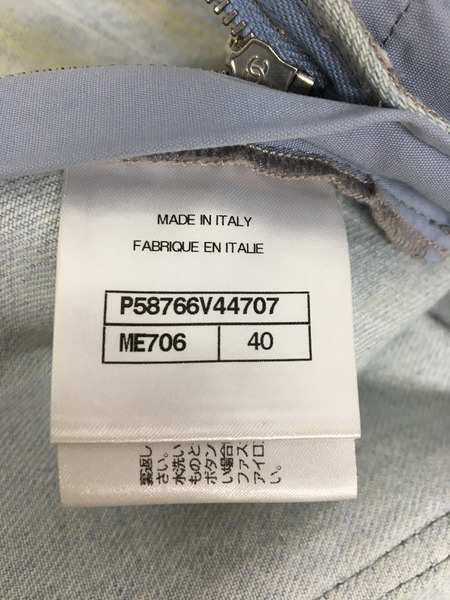 MADE IN ITALY
FABRIQUE EN ITALIE
P58766V44707
ME706 40
裏返し
さい。
水洗い
ものと
ボタン
い場合
ファス
アイロ
い。